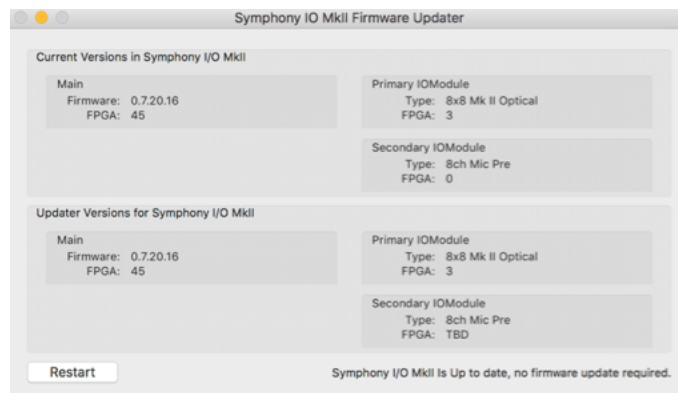 Symphony IO MkII Firmware Updater
Current Versions in Symphony I/O MkII
Main
Firmware: 0.7.20.16
FPGA: 45
Primary IOModule
Type: 8x8 Mk II Optical
FPGA: 3
Secondary IOModule
Type: 8ch Mic Pre
FPGA: 0
Updater Versions for Symphony I/O MkII
Main
Firmware: 0.7.20.16
FPGA: 45
Primary IOModule
Type: 8x8 Mk II Optical
FPGA: 3
Secondary IOModule
Type: 8ch Mic Pre
FPGA: TBD
Restart
Symphony I/O MkII Is Up to date, no firmware update required.